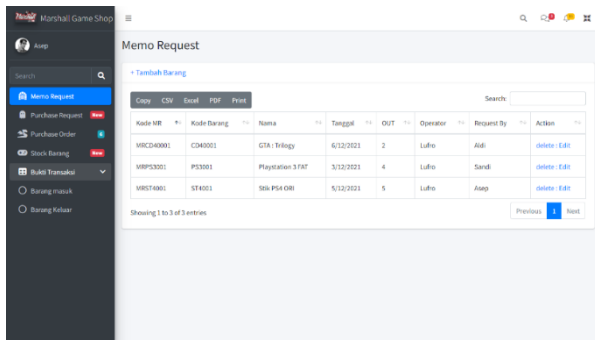 Marshall Game Shop
Asep
Search
Memo Request
Purchase Request New
Purchase Order
Stock Barang New
Bukti Transaksi
Barang masuk
Barang Keluar
Memo Request
+ Tambah Barang
Copy CSV Excel PDF Print
Search:
Kode MR Kode Barang Nama Tanggal OUT Operator Request By Action
MRCD40001 CD40001 GTA : Trilogy 6/12/2021 2 Lufro Aldi delete | Edit
MRPS3001 PS3001 Playstation 3 FAT 3/12/2021 4 Lufro Sandi delete | Edit
MRST4001 ST4001 Stik PS4 ORI 5/12/2021 5 Lufro Asep delete | Edit
Showing 1 to 3 of 3 entries
Previous 1 Next